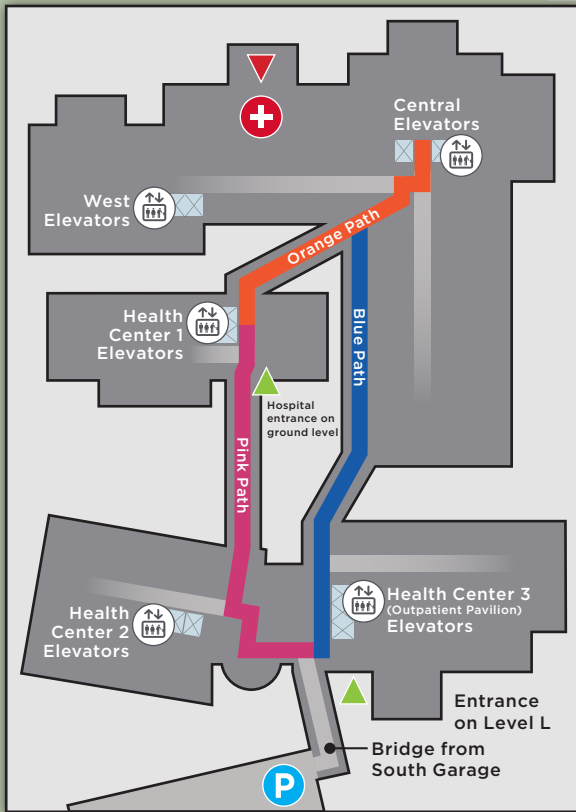 Central
Elevators
West
Elevators
Orange Path
Health
Center 1
Elevators
Blue Path
Hospital
entrance on
ground level
Pink Path
Health Center 3
(Outpatient Pavilion)
Elevators
Health
Center 2
Elevators
Entrance
on Level L
Bridge from
South Garage
P